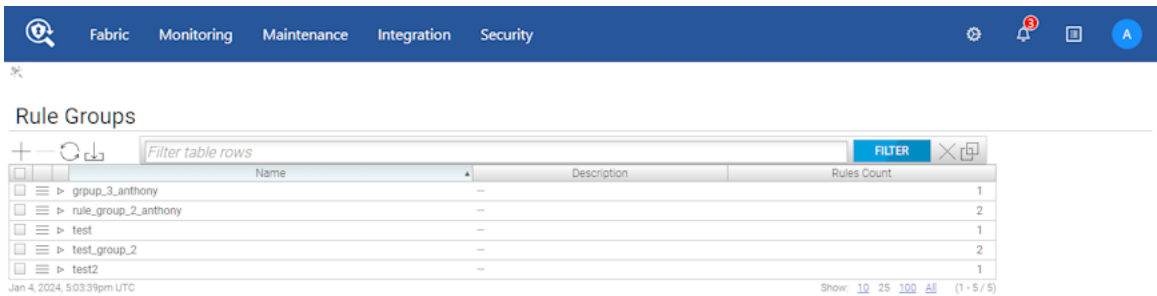 Fabric Monitoring Maintenance Integration Security 3 A
Rule Groups
Filter table rows FILTER
Name Description Rules Count
grpup_3_anthony — 1
rule_group_2_anthony — 2
test — 1
test_group_2 — 2
test2 — 1
Jan 4, 2024, 5:03:39pm UTC Show: 10 25 100 All (1 - 5 / 5)